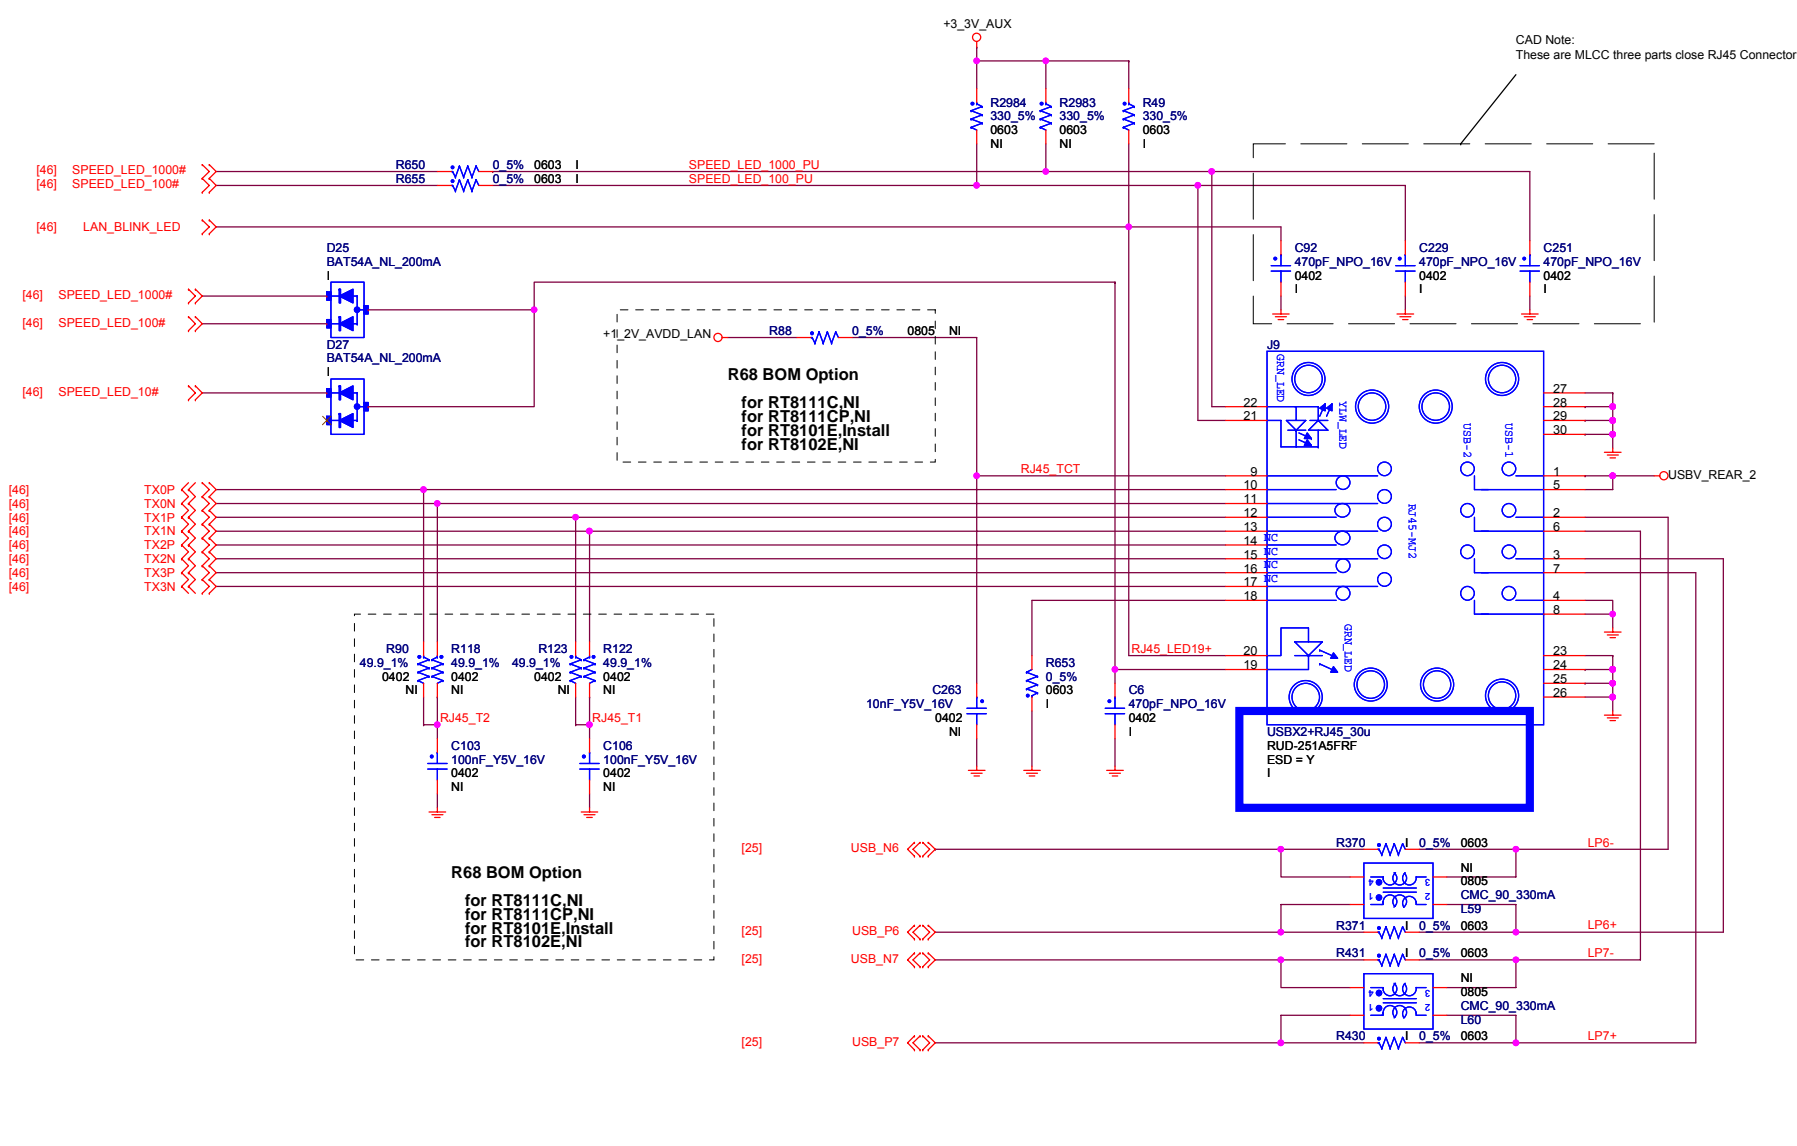 +3_3V_AUX
CAD Note:
These are MLCC three parts close RJ45 Connector
R2984
330_5%
0603
NI
R2983
330_5%
0603
NI
R49
330_5%
0603
I
[46] SPEED_LED_1000#
R650 0_5% 0603 I
SPEED_LED_1000_PU
[46] SPEED_LED_100#
R655 0_5% 0603 I
SPEED_LED_100_PU
[46] LAN_BLINK_LED
D25
BAT54A_NL_200mA
I
C92
470pF_NPO_16V
0402
I
C229
470pF_NPO_16V
0402
I
C251
470pF_NPO_16V
0402
I
[46] SPEED_LED_1000#
[46] SPEED_LED_100#
D27
BAT54A_NL_200mA
I
[46] SPEED_LED_10#
+1_2V_AVDD_LAN
R88 0_5% 0805 NI
R68 BOM Option
for RT8111C,NI
for RT8111CP,NI
for RT8101E,Install
for RT8102E,NI
J9
GRN_LED
YLW_LED
22
21
27
28
29
30
USB-2
USB-1
RJ45_TCT
9
10
11
12
13
14
15
16
17
18
NC
NC
NC
NC
RJ45-MJ2
1
5
2
6
3
7
4
8
USBV_REAR_2
[46] TX0P
[46] TX0N
[46] TX1P
[46] TX1N
[46] TX2P
[46] TX2N
[46] TX3P
[46] TX3N
R90
49.9_1%
0402
NI
R118
49.9_1%
0402
NI
R123
49.9_1%
0402
NI
R122
49.9_1%
0402
NI
RJ45_T2
RJ45_T1
C103
100nF_Y5V_16V
0402
NI
C106
100nF_Y5V_16V
0402
NI
R68 BOM Option
for RT8111C,NI
for RT8111CP,NI
for RT8101E,Install
for RT8102E,NI
RJ45_LED19+
20
19
GRN_LED
23
24
25
26
C263
10nF_Y5V_16V
0402
NI
R653
0_5%
0603
I
C6
470pF_NPO_16V
0402
I
USBX2+RJ45_30u
RUD-251A5FRF
ESD = Y
I
[25] USB_N6
R370 I 0_5% 0603
LP6-
NI
0805
CMC_90_330mA
L59
4
3
1
2
[25] USB_P6
R371 I 0_5% 0603
LP6+
[25] USB_N7
R431 I 0_5% 0603
LP7-
NI
0805
CMC_90_330mA
L60
4
3
1
2
[25] USB_P7
R430 I 0_5% 0603
LP7+